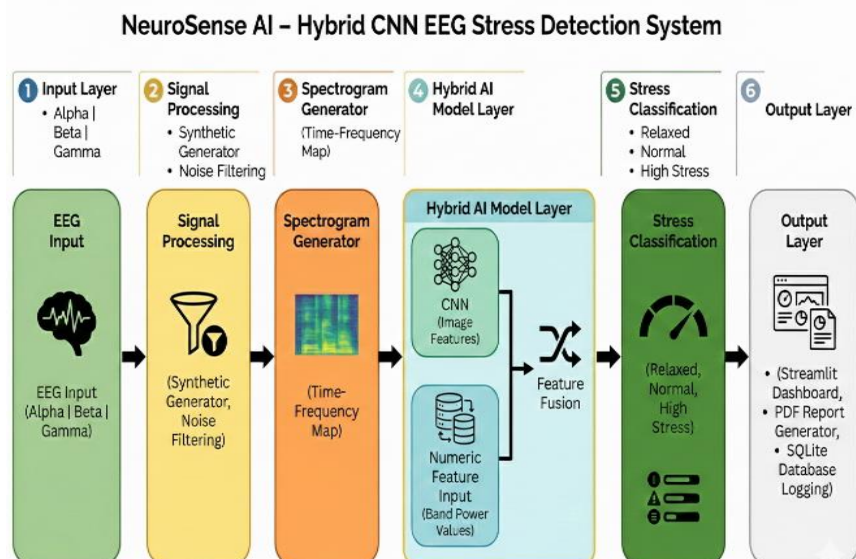 NeuroSense AI – Hybrid CNN EEG Stress Detection System
1 Input Layer
• Alpha |
Beta |
Gamma
2 Signal
Processing
• Synthetic
Generator
• Noise Filtering
3 Spectrogram
Generator
(Time-Frequency
Map)
4 Hybrid AI
Model Layer
5 Stress
Classification
• Relaxed
• Normal
• High Stress
6
Output Layer
EEG
Input
EEG Input
(Alpha | Beta |
Gamma)
Signal
Processing
(Synthetic
Generator,
Noise
Filtering)
Spectrogram
Generator
(Time-
Frequency
Map)
Hybrid AI Model Layer
CNN
(Image
Features)
Numeric
Feature
Input
(Band Power
Values)
Feature
Fusion
Stress
Classification
(Relaxed,
Normal,
High
Stress)
Output
Layer
• (Streamlit
Dashboard,
• PDF Report
Generator,
• SQLite
Database
Logging)